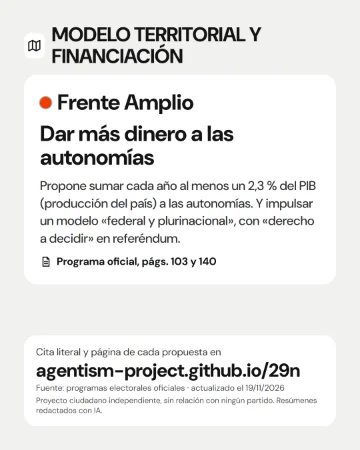 MODELO TERRITORIAL Y
FINANCIACIÓN
Frente Amplio
Dar más dinero a las
autonomías
Propone sumar cada año al menos un 2,3 % del PIB
(producción del país) a las autonomías. Y impulsar
un modelo «federal y plurinacional», con «derecho
a decidir» en referéndum.
Programa oficial, págs. 103 y 140
Cita literal y página de cada propuesta en
agentism-project.github.io/29n
Fuente: programas electorales oficiales · actualizado el 19/11/2026
Proyecto ciudadano independiente, sin relación con ningún partido. Resúmenes
redactados con IA.